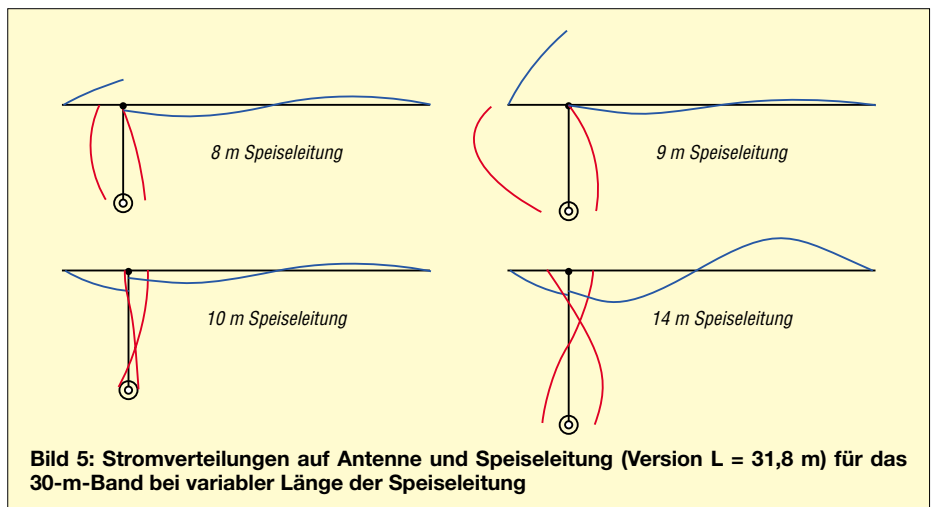 8 m Speiseleitung
9 m Speiseleitung
10 m Speiseleitung
14 m Speiseleitung
Bild 5: Stromverteilungen auf Antenne und Speiseleitung (Version L = 31,8 m) für das
30-m-Band bei variabler Länge der Speiseleitung